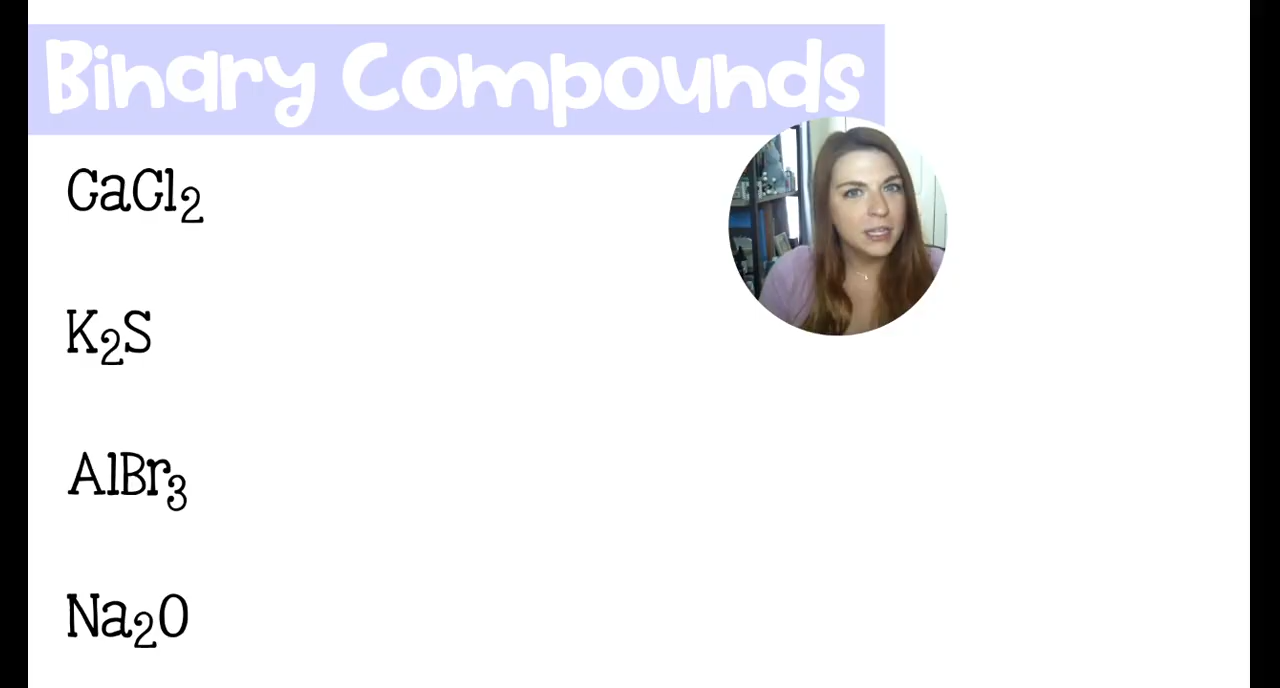 Binary Compounds
CaCl₂
K₂S
AlBr₃
Na₂O